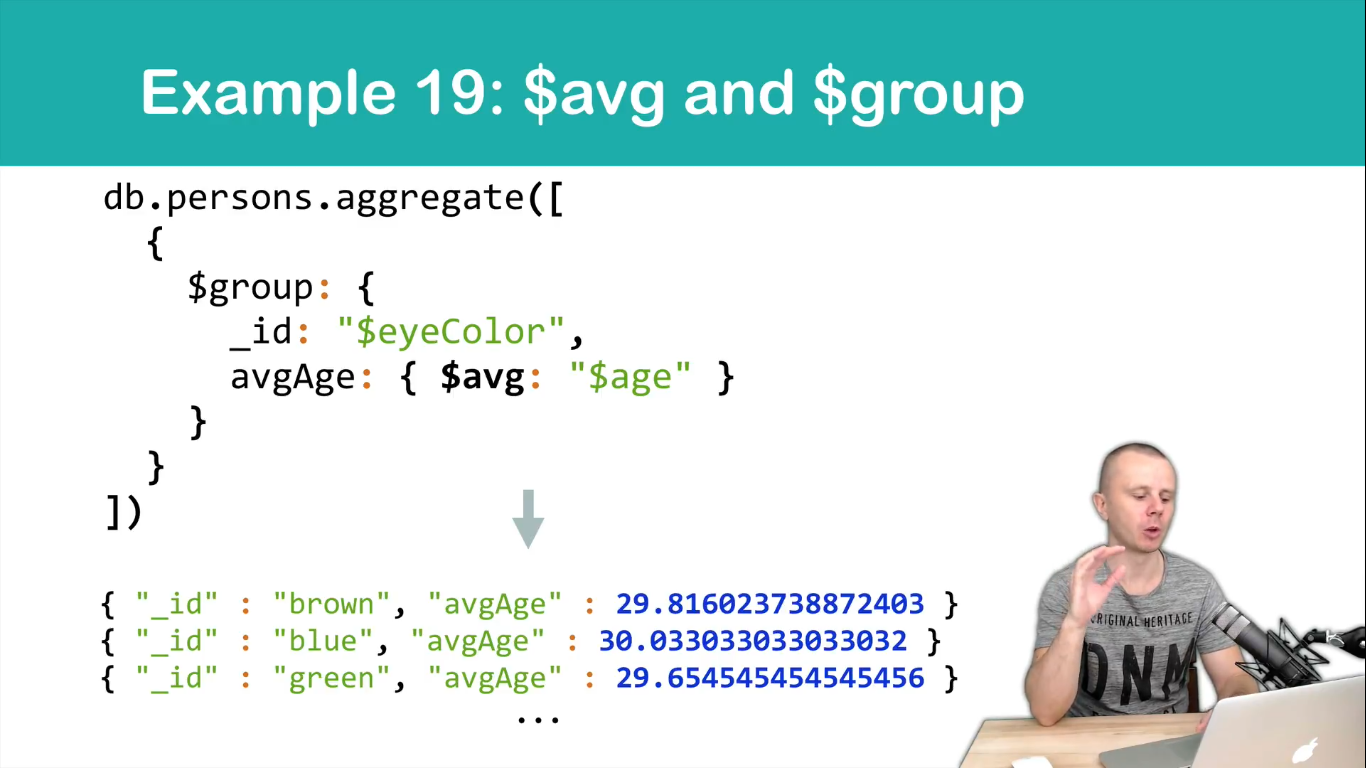 Example 19: $avg and $group
db.persons.aggregate([
{
$group: {
_id: "$eyeColor",
avgAge: { $avg: "$age" }
}
}
])
{ "_id" : "brown", "avgAge" : 29.816023738872403 }
{ "_id" : "blue", "avgAge" : 30.033033033033032 }
{ "_id" : "green", "avgAge" : 29.654545454545456 }
...
ORIGINAL HERITAGE
DNM